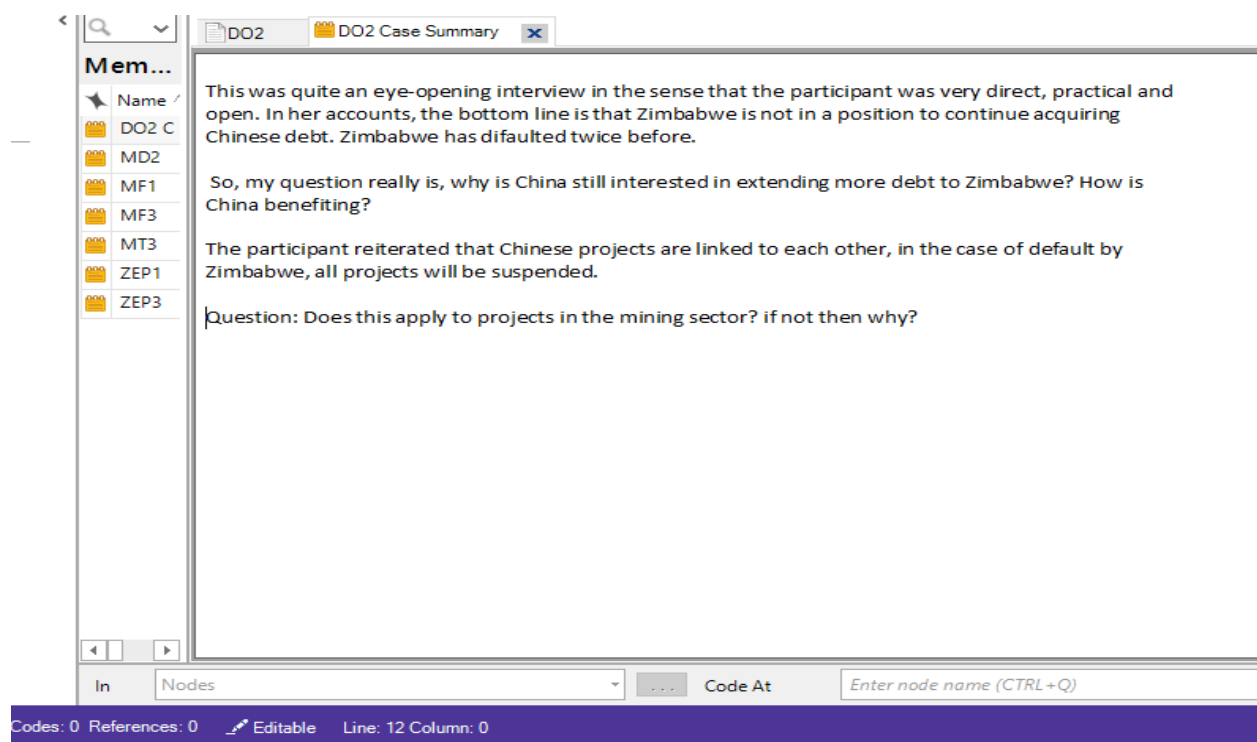 DO2
DO2 Case Summary
Mem...
Name
DO2 C
MD2
MF1
MF3
MT3
ZEP1
ZEP3
This was quite an eye-opening interview in the sense that the participant was very direct, practical and
open. In her accounts, the bottom line is that Zimbabwe is not in a position to continue acquiring
Chinese debt. Zimbabwe has difaulted twice before.
So, my question really is, why is China still interested in extending more debt to Zimbabwe? How is
China benefiting?
The participant reiterated that Chinese projects are linked to each other, in the case of default by
Zimbabwe, all projects will be suspended.
Question: Does this apply to projects in the mining sector? if not then why?
In Nodes ... Code At Enter node name (CTRL+Q)
Codes: 0 References: 0 Editable Line: 12 Column: 0